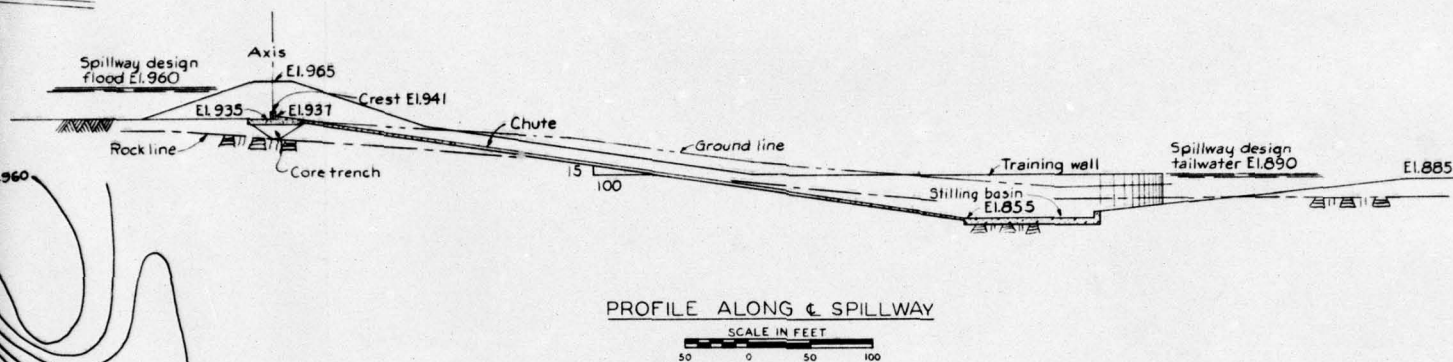 Axis
Spillway design
flood El.960
El.965
Crest El.941
El.935
El.937
Chute
Ground line
Rock line
Core trench
15
100
Training wall
Spillway design
tailwater El.890
El.885
Stilling basin
El.855
960
PROFILE ALONG ℄ SPILLWAY
SCALE IN FEET
50 0 50 100